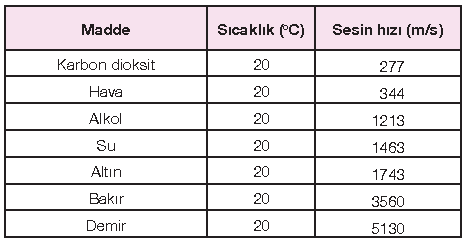 Madde Sıcaklık (°C) Sesin hızı (m/s)
Karbon dioksit 20 277
Hava 20 344
Alkol 20 1213
Su 20 1463
Altın 20 1743
Bakır 20 3560
Demir 20 5130